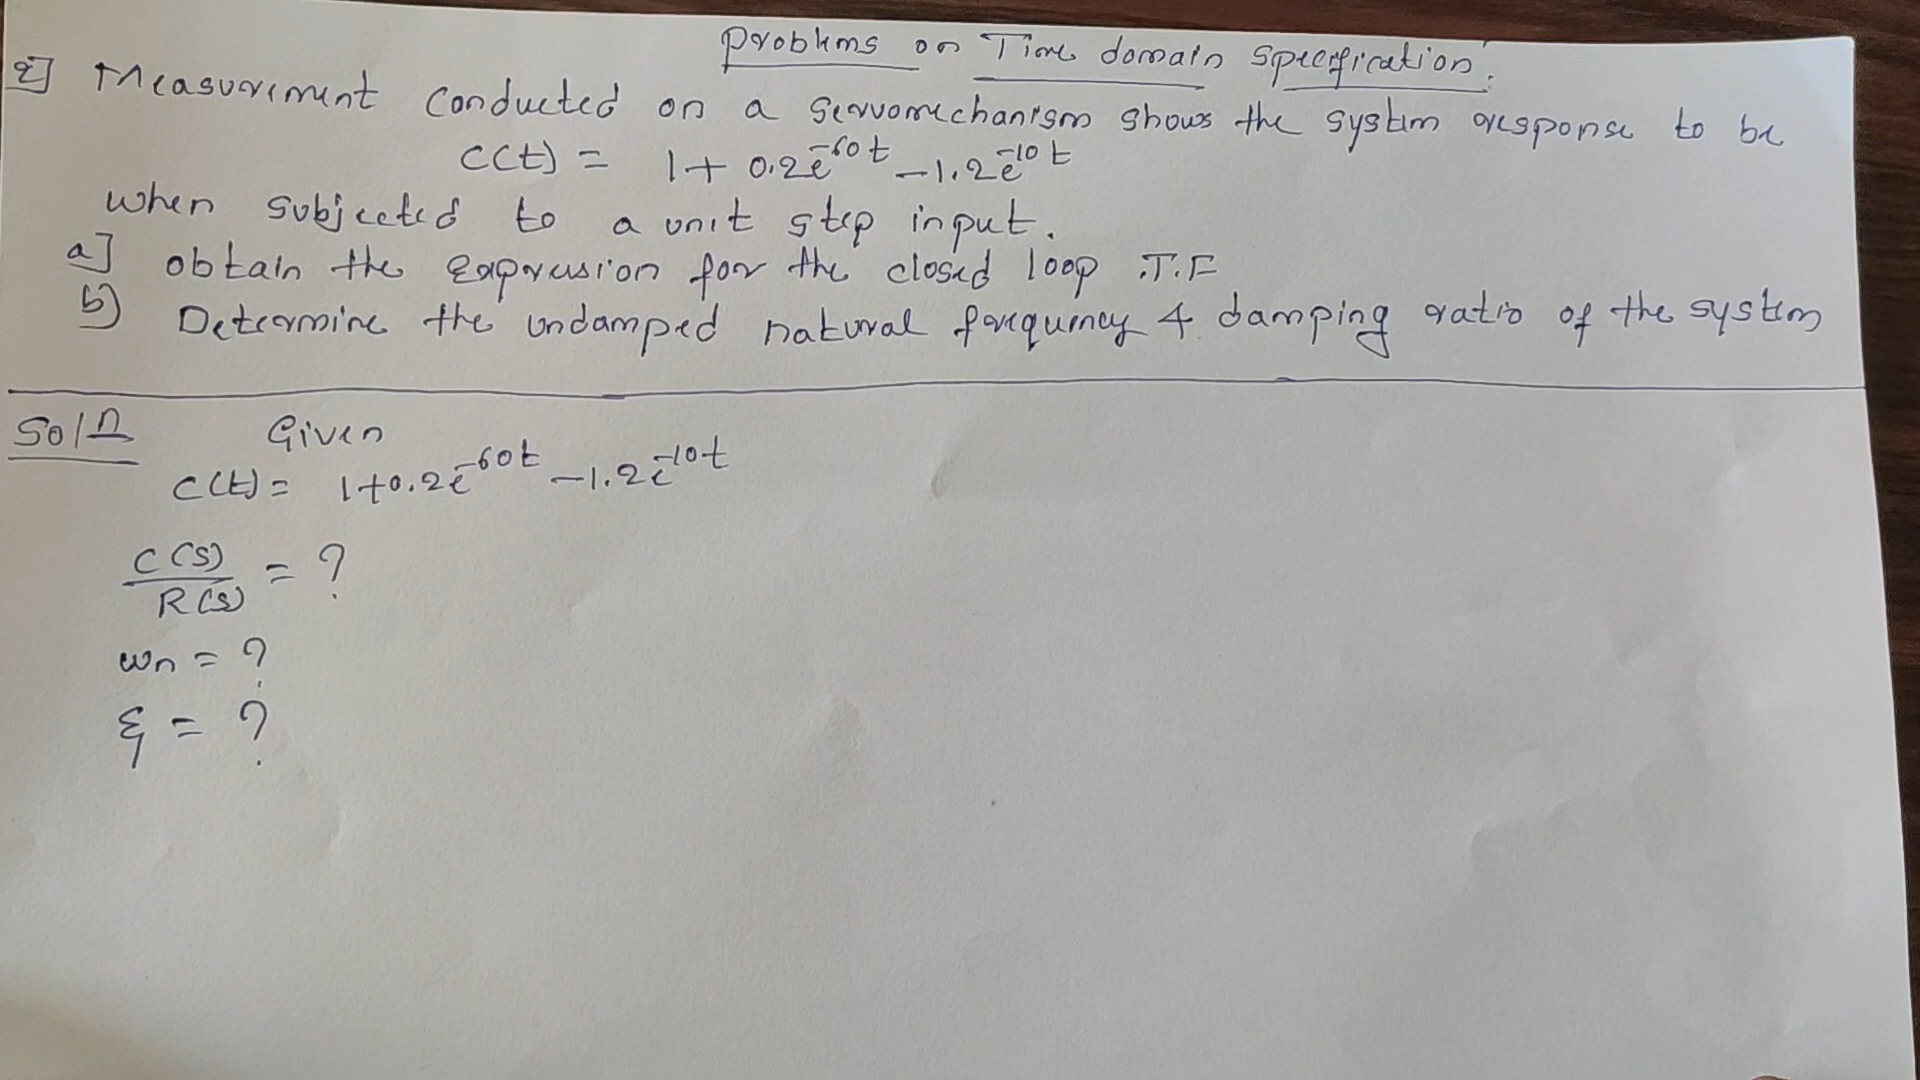 Problems on Time domain Specification.
Q] Measurement conducted on a servomechanism shows the system response to be
C(t) = 1 + 0.2e^-60t - 1.2e^-10t
when subjected to a unit step input.
a] obtain the Expression for the closed loop .T.F
b) Determine the undamped natural frequency & damping ratio of the system
Solⁿ Given
C(t) = 1+0.2e^-60t - 1.2e^-10t
C(S)/R(S) = ?
ωn = ?
ξ = ?